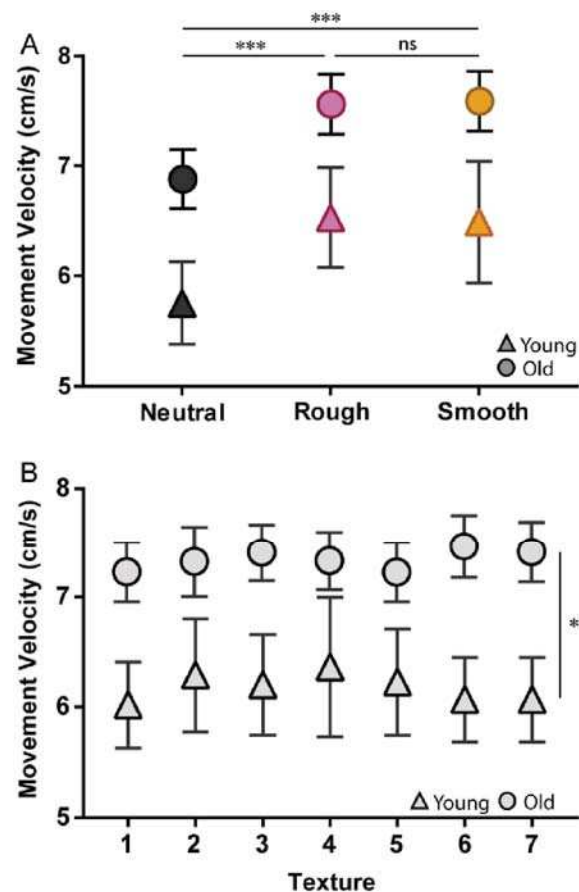 A
***
***
ns
Movement Velocity (cm/s)
8
7
6
5
Neutral Rough Smooth
Young
Old
B
Movement Velocity (cm/s)
8
7
6
5
*
Young Old
1 2 3 4 5 6 7
Texture